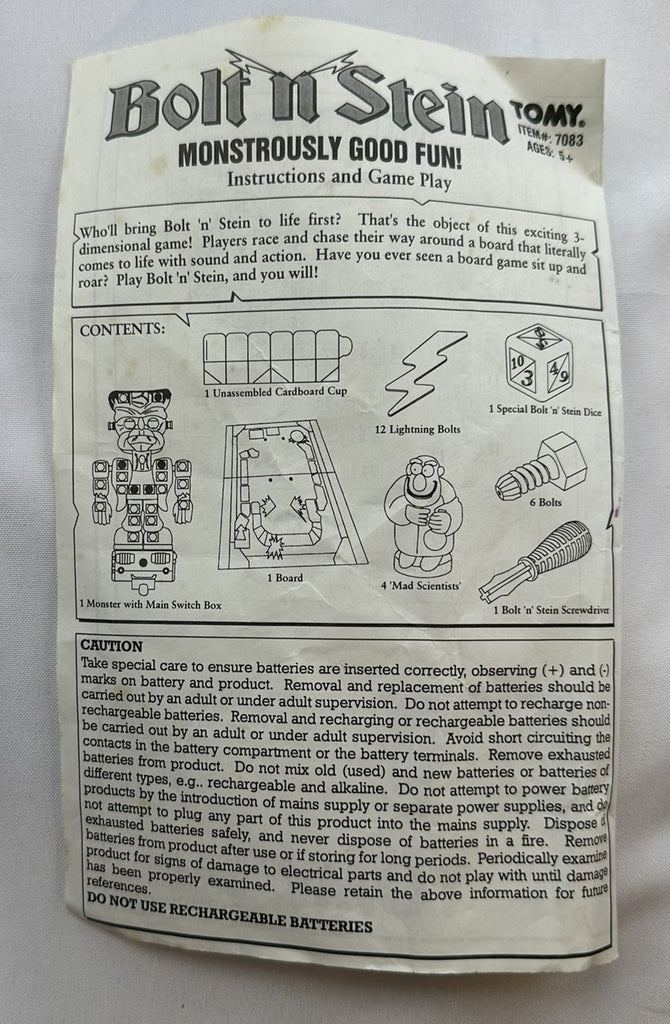 Bolt 'n' Stein
TOMY®
ITEM#: 7083
AGES: 5+
MONSTROUSLY GOOD FUN!
Instructions and Game Play
Who'll bring Bolt 'n' Stein to life first? That's the object of this exciting 3-
dimensional game! Players race and chase their way around a board that literally
comes to life with sound and action. Have you ever seen a board game sit up and
roar? Play Bolt 'n' Stein, and you will!
CONTENTS:
1 Unassembled Cardboard Cup
12 Lightning Bolts
10
3
4/9
1 Special Bolt 'n' Stein Dice
6 Bolts
1 Board
4 'Mad Scientists'
1 Monster with Main Switch Box
1 Bolt 'n' Stein Screwdriver
CAUTION
Take special care to ensure batteries are inserted correctly, observing (+) and (-)
marks on battery and product. Removal and replacement of batteries should be
carried out by an adult or under adult supervision. Do not attempt to recharge non-
rechargeable batteries. Removal and recharging or rechargeable batteries should
be carried out by an adult or under adult supervision. Avoid short circuiting the
contacts in the battery compartment or the battery terminals. Remove exhausted
batteries from product. Do not mix old (used) and new batteries or batteries of
different types, e.g.. rechargeable and alkaline. Do not attempt to power battery
products by the introduction of mains supply or separate power supplies, and do
not attempt to plug any part of this product into the mains supply. Dispose of
exhausted batteries safely, and never dispose of batteries in a fire. Remove
batteries from product after use or if storing for long periods. Periodically examine
product for signs of damage to electrical parts and do not play with until damage
has been properly examined. Please retain the above information for future
references.
DO NOT USE RECHARGEABLE BATTERIES